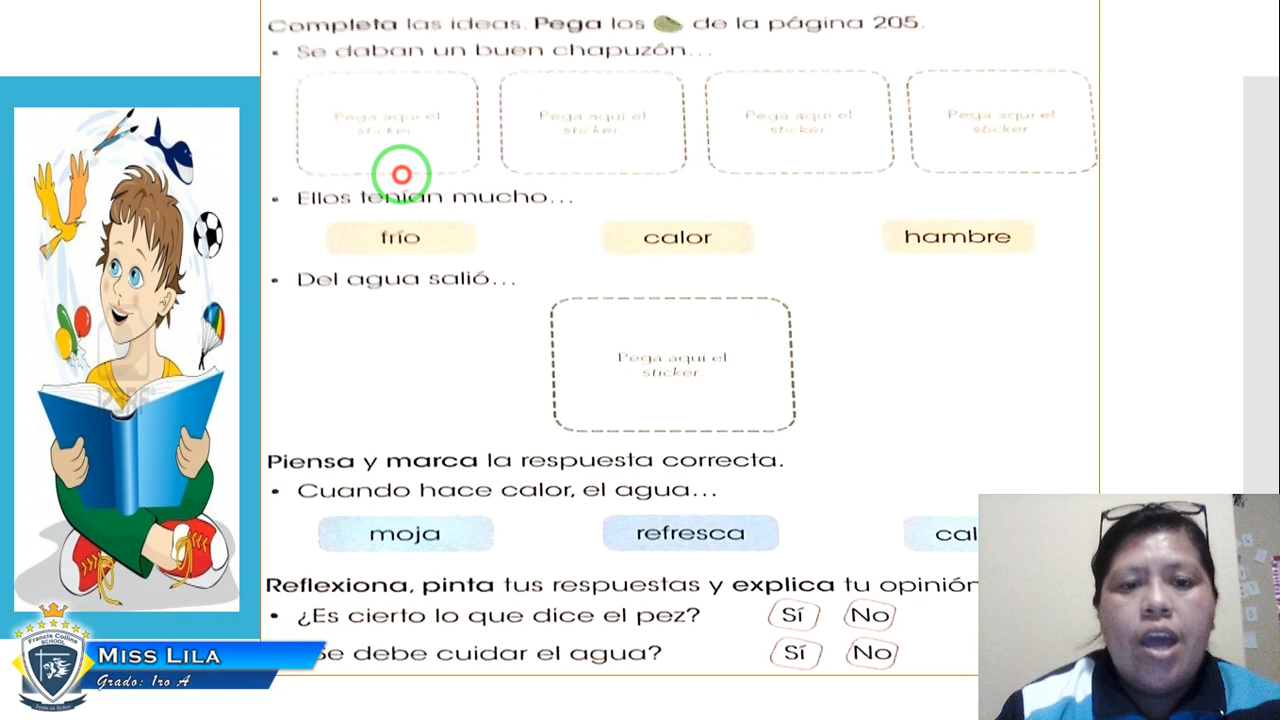 Completa las ideas. Pega los de la página 205.
• Se daban un buen chapuzón...
Pega aquí el sticker
Pega aquí el sticker
Pega aquí el sticker
Pega aquí el sticker
• Ellos tenían mucho...
frío calor hambre
• Del agua salió...
Pega aquí el
sticker.
Piensa y marca la respuesta correcta.
• Cuando hace calor, el agua...
moja refresca
Reflexiona, pinta tus respuestas y explica tu opinión
• ¿Es cierto lo que dice el pez? Sí No
Se debe cuidar el agua? Sí No
Francis Collins
SCHOOL
MISS LILA
Grado: 1ro A